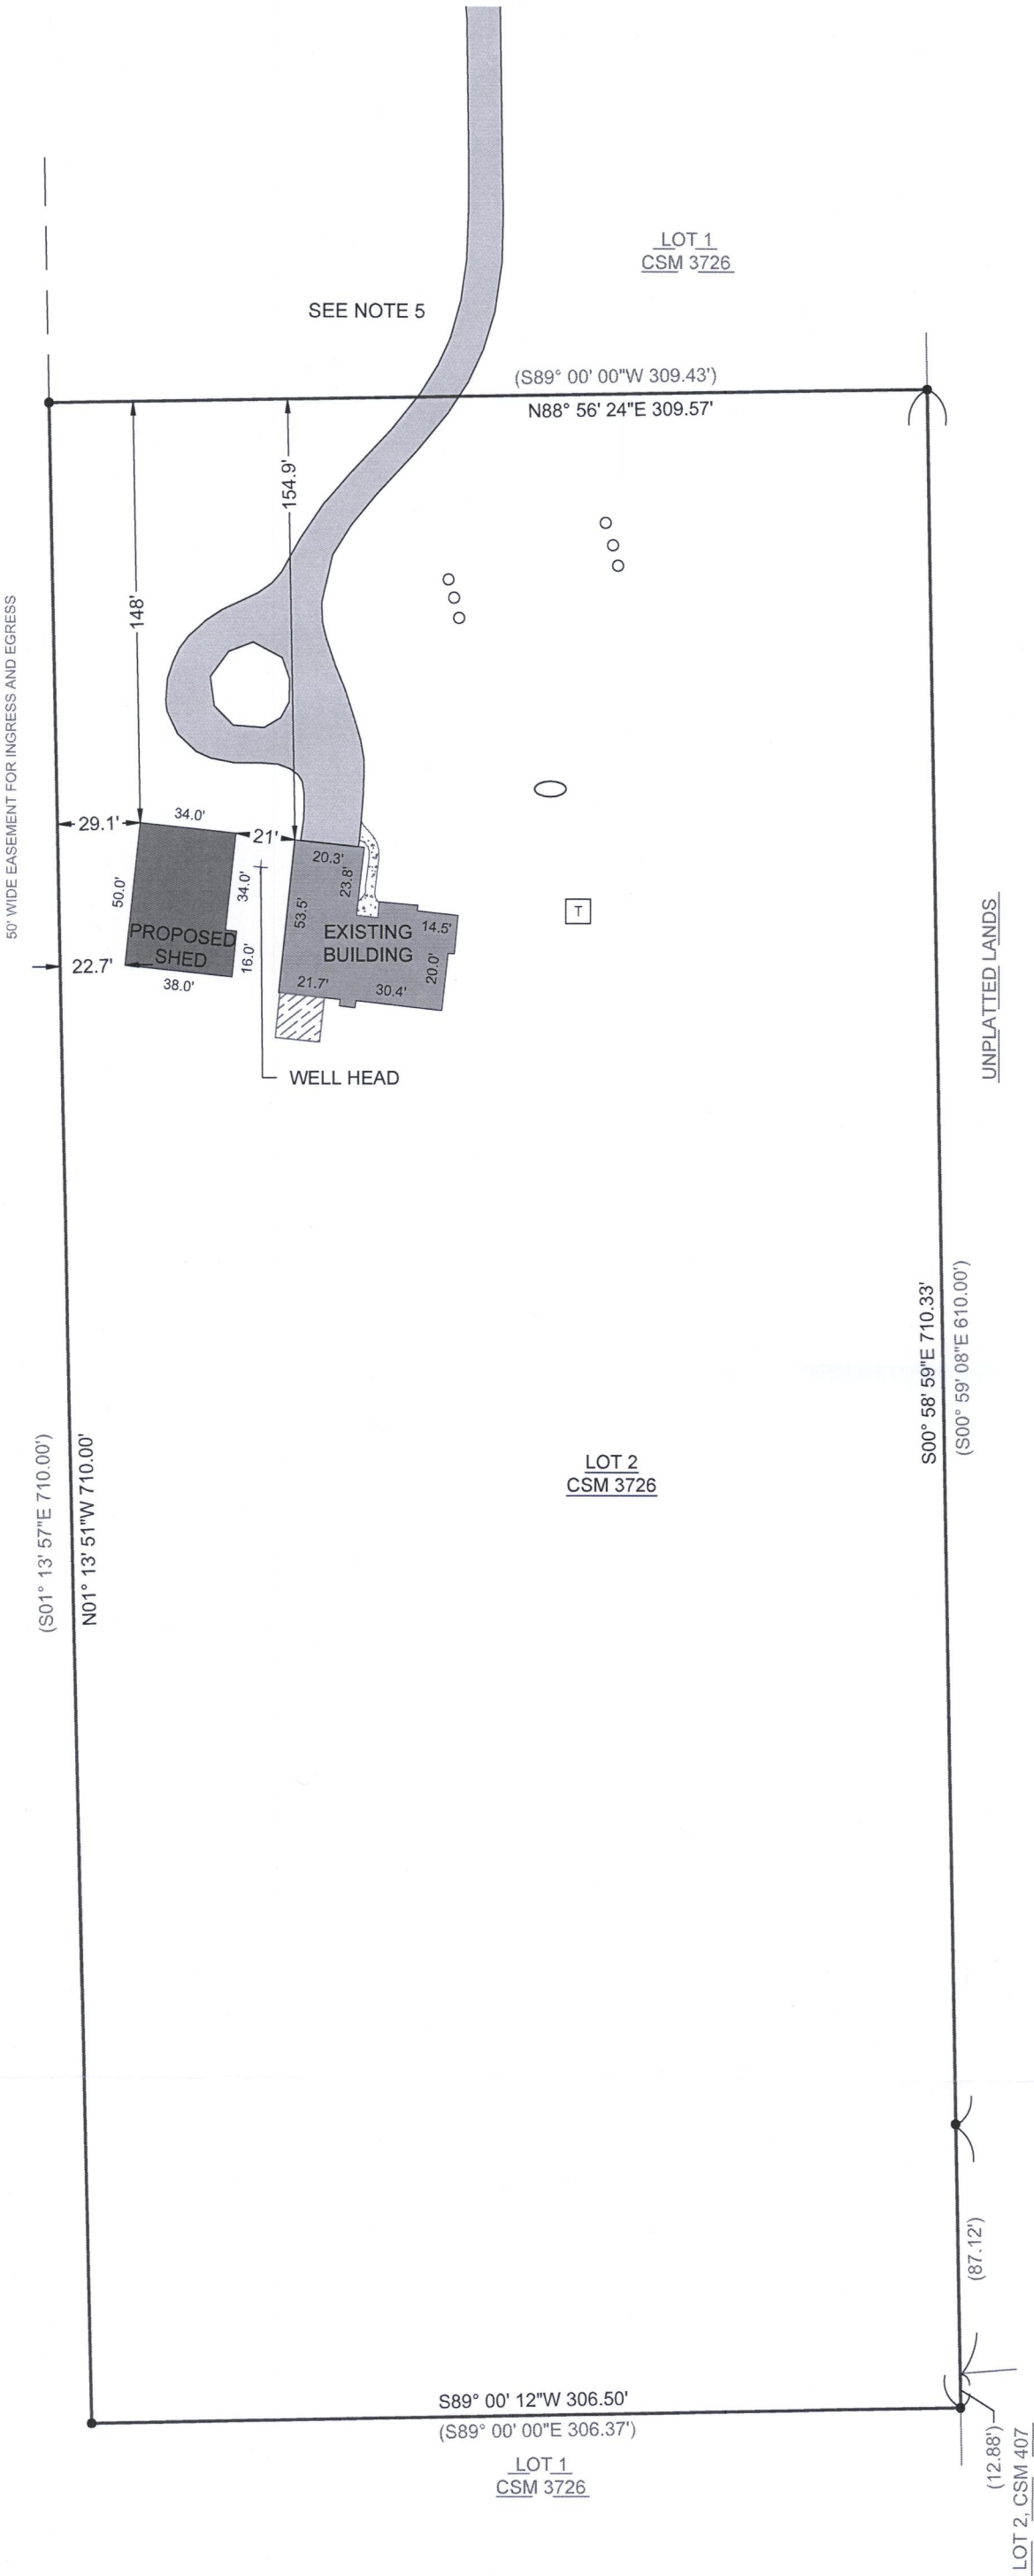 LOT 1
CSM 3726
SEE NOTE 5
(S89° 00' 00"W 309.43')
N88° 56' 24"E 309.57'
154.9'
148'
50' WIDE EASEMENT FOR INGRESS AND EGRESS
29.1'
34.0'
21'
20.3'
23.8'
34.0'
50.0'
53.5'
14.5'
T
PROPOSED
SHED
EXISTING
BUILDING
16.0'
20.0'
22.7'
38.0'
21.7'
30.4'
UNPLATTED LANDS
WELL HEAD
S00° 58' 59"E 710.33'
(S00° 59' 08"E 610.00')
(S01° 13' 57"E 710.00')
N01° 13' 51"W 710.00'
LOT 2
CSM 3726
(87.12')
S89° 00' 12"W 306.50'
(S89° 00' 00"E 306.37')
LOT 1
CSM 3726
(12.88')
LOT 2, CSM 407